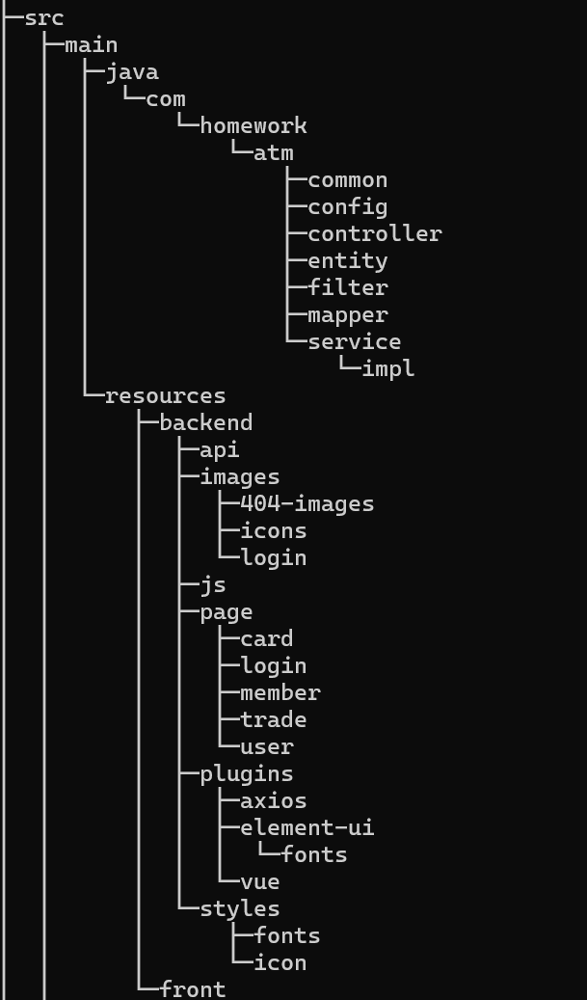 ├─src
│  ├─main
│  │  ├─java
│  │  │  └─com
│  │  │      └─homework
│  │  │          └─atm
│  │  │              ├─common
│  │  │              ├─config
│  │  │              ├─controller
│  │  │              ├─entity
│  │  │              ├─filter
│  │  │              ├─mapper
│  │  │              └─service
│  │  │                  └─impl
│  │  └─resources
│  │      ├─backend
│  │      │  ├─api
│  │      │  ├─images
│  │      │  │  ├─404-images
│  │      │  │  ├─icons
│  │      │  │  └─login
│  │      │  ├─js
│  │      │  ├─page
│  │      │  │  ├─card
│  │      │  │  ├─login
│  │      │  │  ├─member
│  │      │  │  ├─trade
│  │      │  │  └─user
│  │      │  ├─plugins
│  │      │  │  ├─axios
│  │      │  │  ├─element-ui
│  │      │  │  │  └─fonts
│  │      │  │  └─vue
│  │      │  └─styles
│  │      │      ├─fonts
│  │      │      └─icon
│  │      └─front